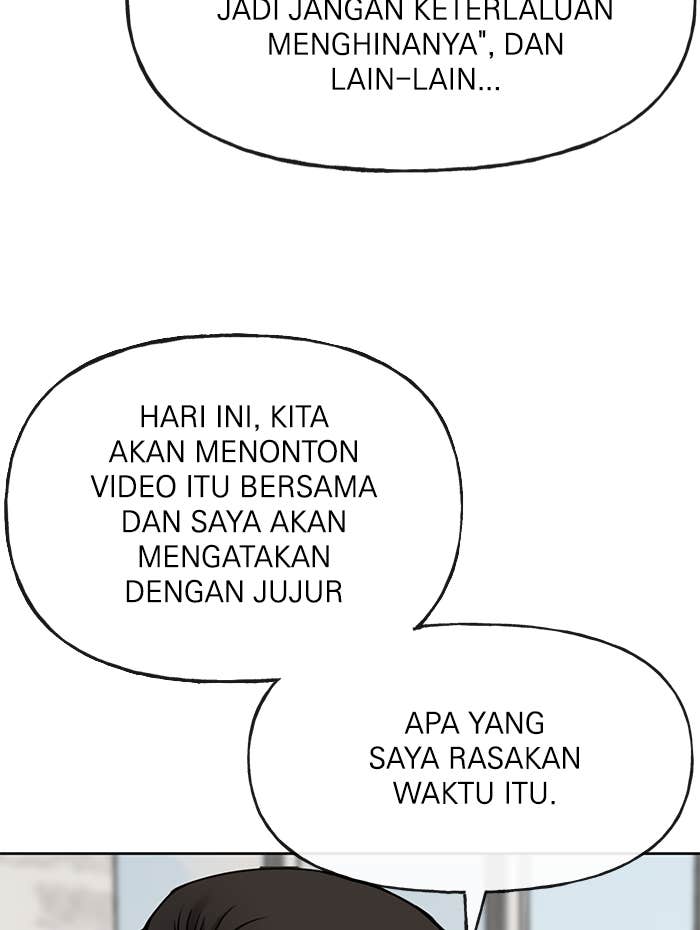 JADI JANGAN KETERLALUAN
MENGHINANYA", DAN
LAIN-LAIN...
HARI INI, KITA
AKAN MENONTON
VIDEO ITU BERSAMA
DAN SAYA AKAN
MENGATAKAN
DENGAN JUJUR
APA YANG
SAYA RASAKAN
WAKTU ITU.